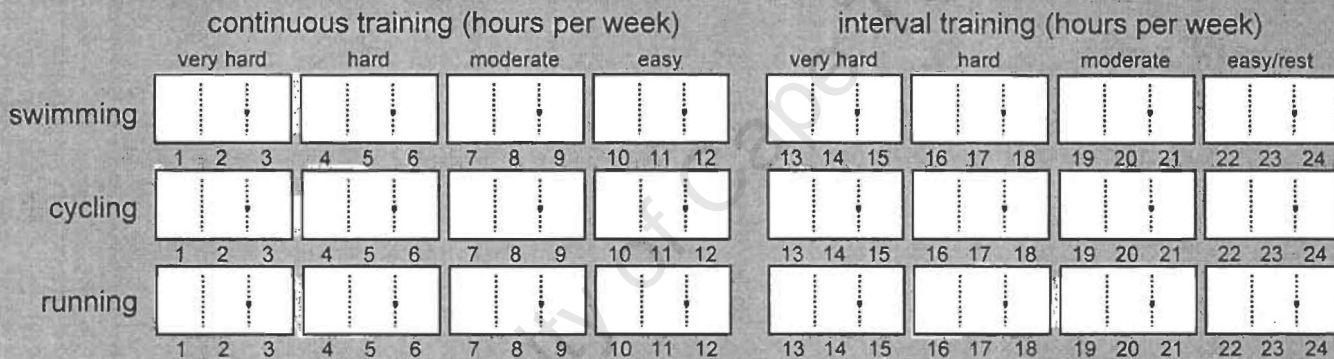 continuous training (hours per week) interval training (hours per week)
very hard hard moderate easy very hard hard moderate easy/rest
swimming
1 2 3 4 5 6 7 8 9 10 11 12 13 14 15 16 17 18 19 20 21 22 23 24
cycling
1 2 3 4 5 6 7 8 9 10 11 12 13 14 15 16 17 18 19 20 21 22 23 24
running
1 2 3 4 5 6 7 8 9 10 11 12 13 14 15 16 17 18 19 20 21 22 23 24